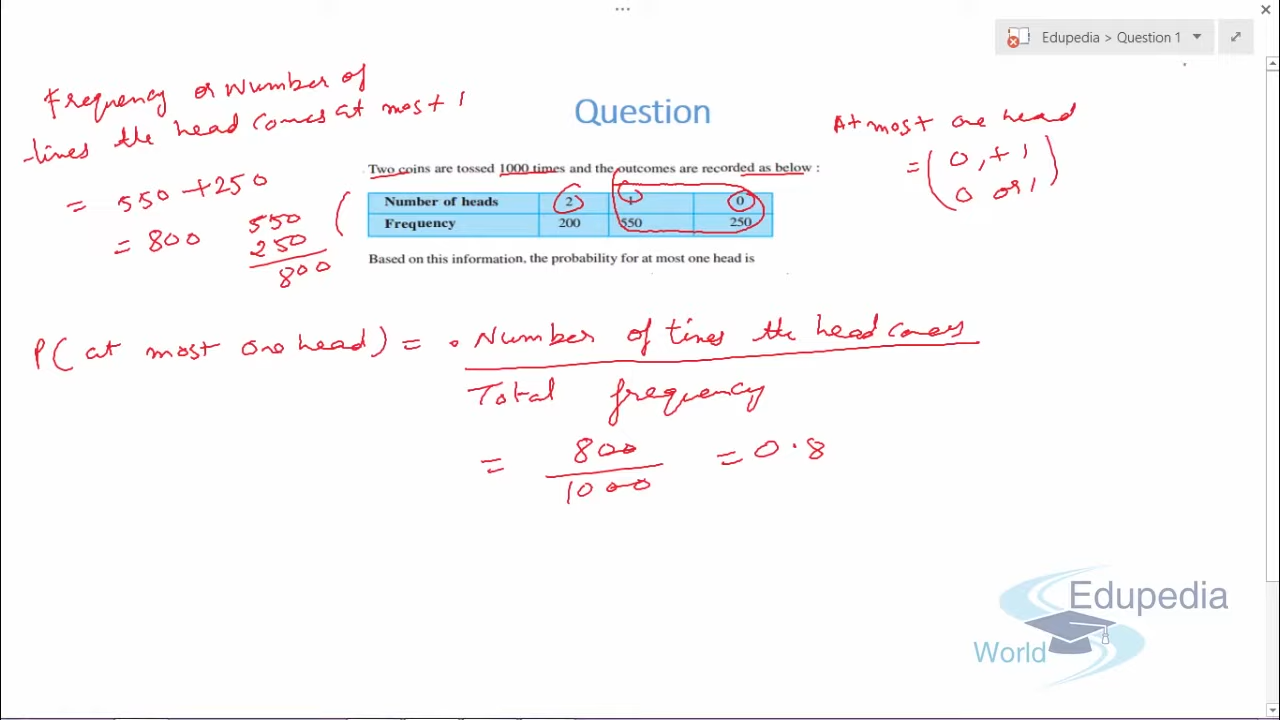 Edupedia > Question 1
Frequency or Number of
times the head comes at most 1
= 550 + 250
= 800
550
250
800
Question
At most one head
= (0, + 1
0 or 1)
Two coins are tossed 1000 times and the outcomes are recorded as below :
Number of heads 2 1 0
Frequency 200 550 250
Based on this information, the probability for at most one head is
P(at most one head) = . Number of times the head comes
Total frequency
= 800
1000
= 0.8
Edupedia
World